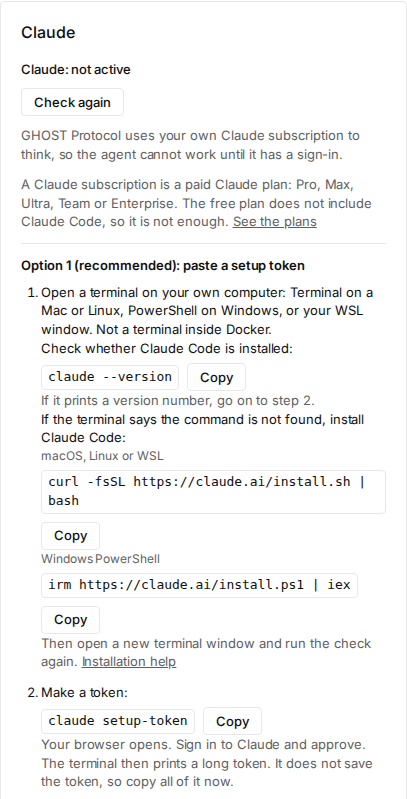 Claude
Claude: not active
Check again
GHOST Protocol uses your own Claude subscription to
think, so the agent cannot work until it has a sign-in.
A Claude subscription is a paid Claude plan: Pro, Max,
Ultra, Team or Enterprise. The free plan does not include
Claude Code, so it is not enough. See the plans
Option 1 (recommended): paste a setup token
1. Open a terminal on your own computer: Terminal on a
Mac or Linux, PowerShell on Windows, or your WSL
window. Not a terminal inside Docker.
Check whether Claude Code is installed:
claude --version Copy
If it prints a version number, go on to step 2.
If the terminal says the command is not found, install
Claude Code:
macOS, Linux or WSL
curl -fsSL https://claude.ai/install.sh |
bash
Copy
Windows PowerShell
irm https://claude.ai/install.ps1 | iex
Copy
Then open a new terminal window and run the check
again. Installation help
2. Make a token:
claude setup-token Copy
Your browser opens. Sign in to Claude and approve.
The terminal then prints a long token. It does not save
the token, so copy all of it now.